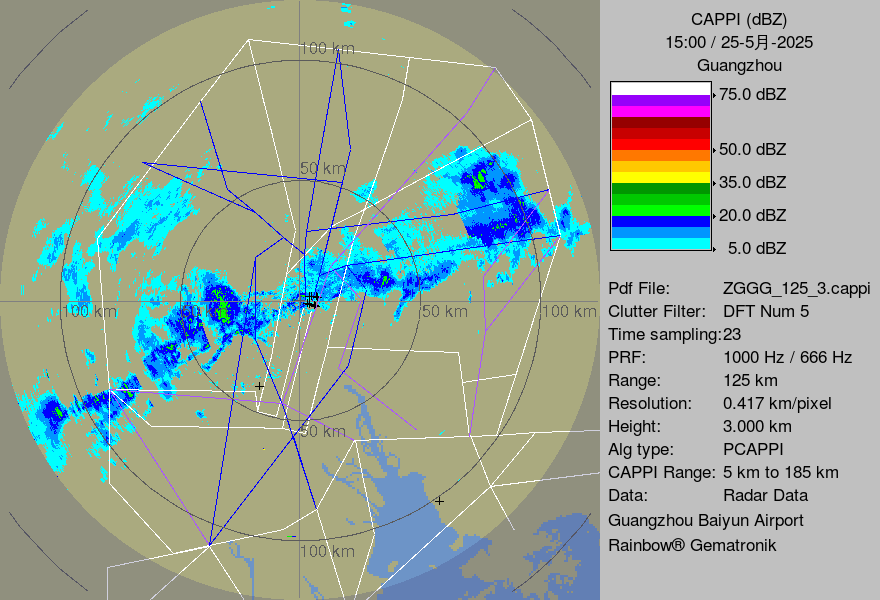 100 km
50 km
100 km
50 km
50 km
100 km
50 km
100 km
CAPPI (dBZ)
15:00 / 25-5月-2025
Guangzhou
75.0 dBZ
50.0 dBZ
35.0 dBZ
20.0 dBZ
5.0 dBZ
Pdf File: ZGGG_125_3.cappi
Clutter Filter: DFT Num 5
Time sampling:23
PRF: 1000 Hz / 666 Hz
Range: 125 km
Resolution: 0.417 km/pixel
Height: 3.000 km
Alg type: PCAPPI
CAPPI Range: 5 km to 185 km
Data: Radar Data
Guangzhou Baiyun Airport
Rainbow® Gematronik